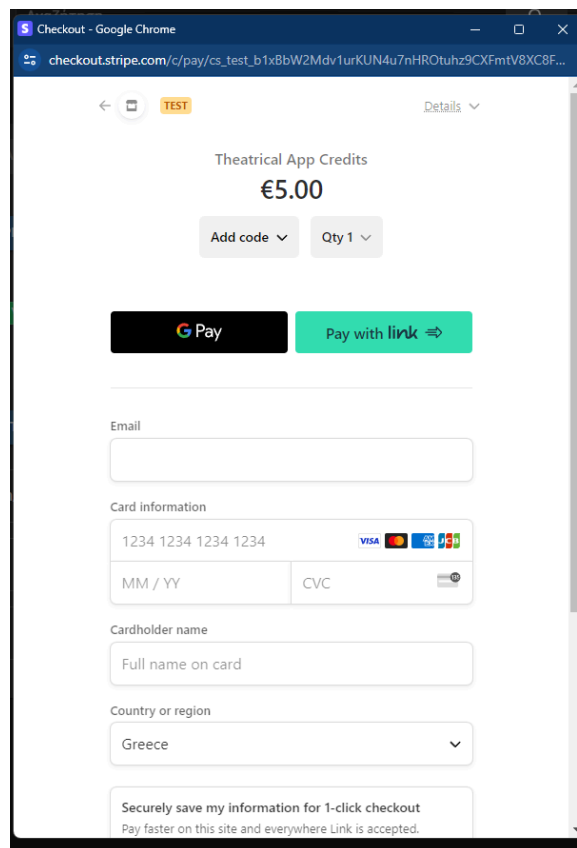 Checkout - Google Chrome
checkout.stripe.com/c/pay/cs_test_b1xBbW2Mdv1urKUN4u7nHROtuhz9CXFmtV8XC8F...
TEST
Details
Theatrical App Credits
€5.00
Add code
Qty 1
G Pay
Pay with link
Email
Card information
1234 1234 1234 1234
VISA
JCB
MM / YY
CVC
Cardholder name
Full name on card
Country or region
Greece
Securely save my information for 1-click checkout
Pay faster on this site and everywhere Link is accepted.